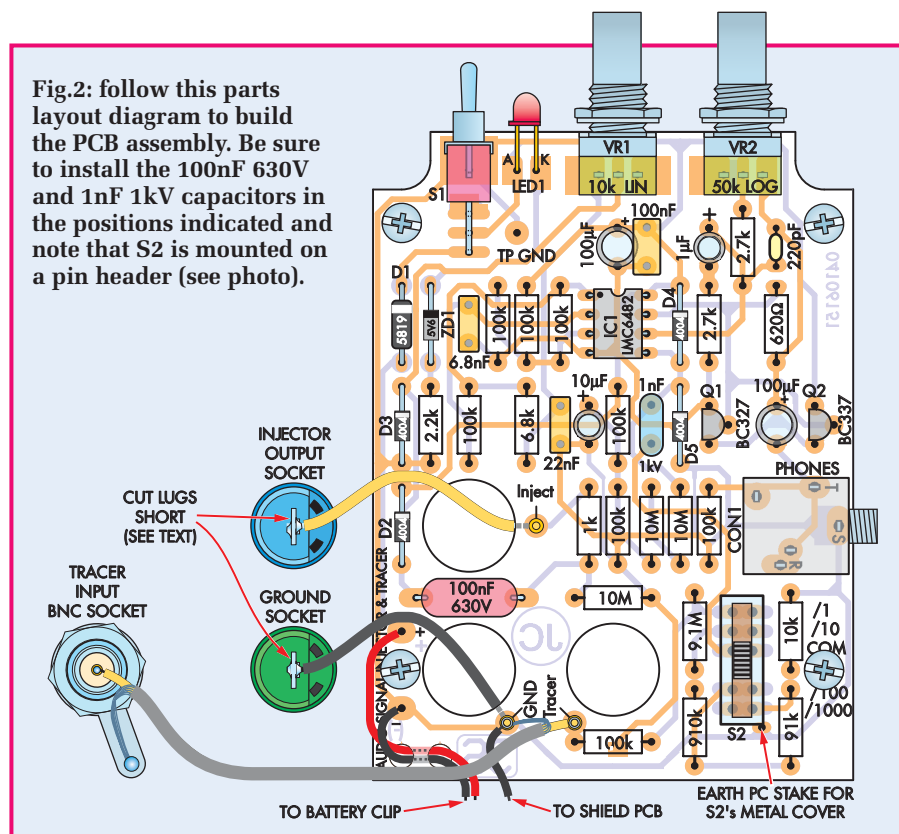 Fig.2: follow this parts
layout diagram to build
the PCB assembly. Be sure
to install the 100nF 630V
and 1nF 1kV capacitors in
the positions indicated and
note that S2 is mounted on
a pin header (see photo).
S1
A
K
LED1
VR1
10k LIN
VR2
50k LOG
TP GND
100µF
+
100nF
1µF
+
2.7k
220pF
04106151
D1
5819
5V6
ZD1
6.8nF
100k
100k
100k
IC1
LMC6482
D4
4004
2.7k
620Ω
D3
4004
2.2k
100k
6.8k
22nF
10µF
+
100k
1nF
1kV
4004
D5
Q1
BC327
100µF
+
Q2
BC337
INJECTOR
OUTPUT
SOCKET
CUT LUGS
SHORT
(SEE TEXT)
D2
4004
Inject
1k
100k
10M
10M
100k
CON1
PHONES
T
S
R
TRACER
INPUT
BNC SOCKET
GROUND
SOCKET
100nF
630V
10M
JC
& TRACER
+
GND
Tracer
100k
9.1M
910k
S2
10k
91k
/1
/10
COM
/100
/1000
TO BATTERY CLIP
TO SHIELD PCB
EARTH PC STAKE FOR
S2's METAL COVER